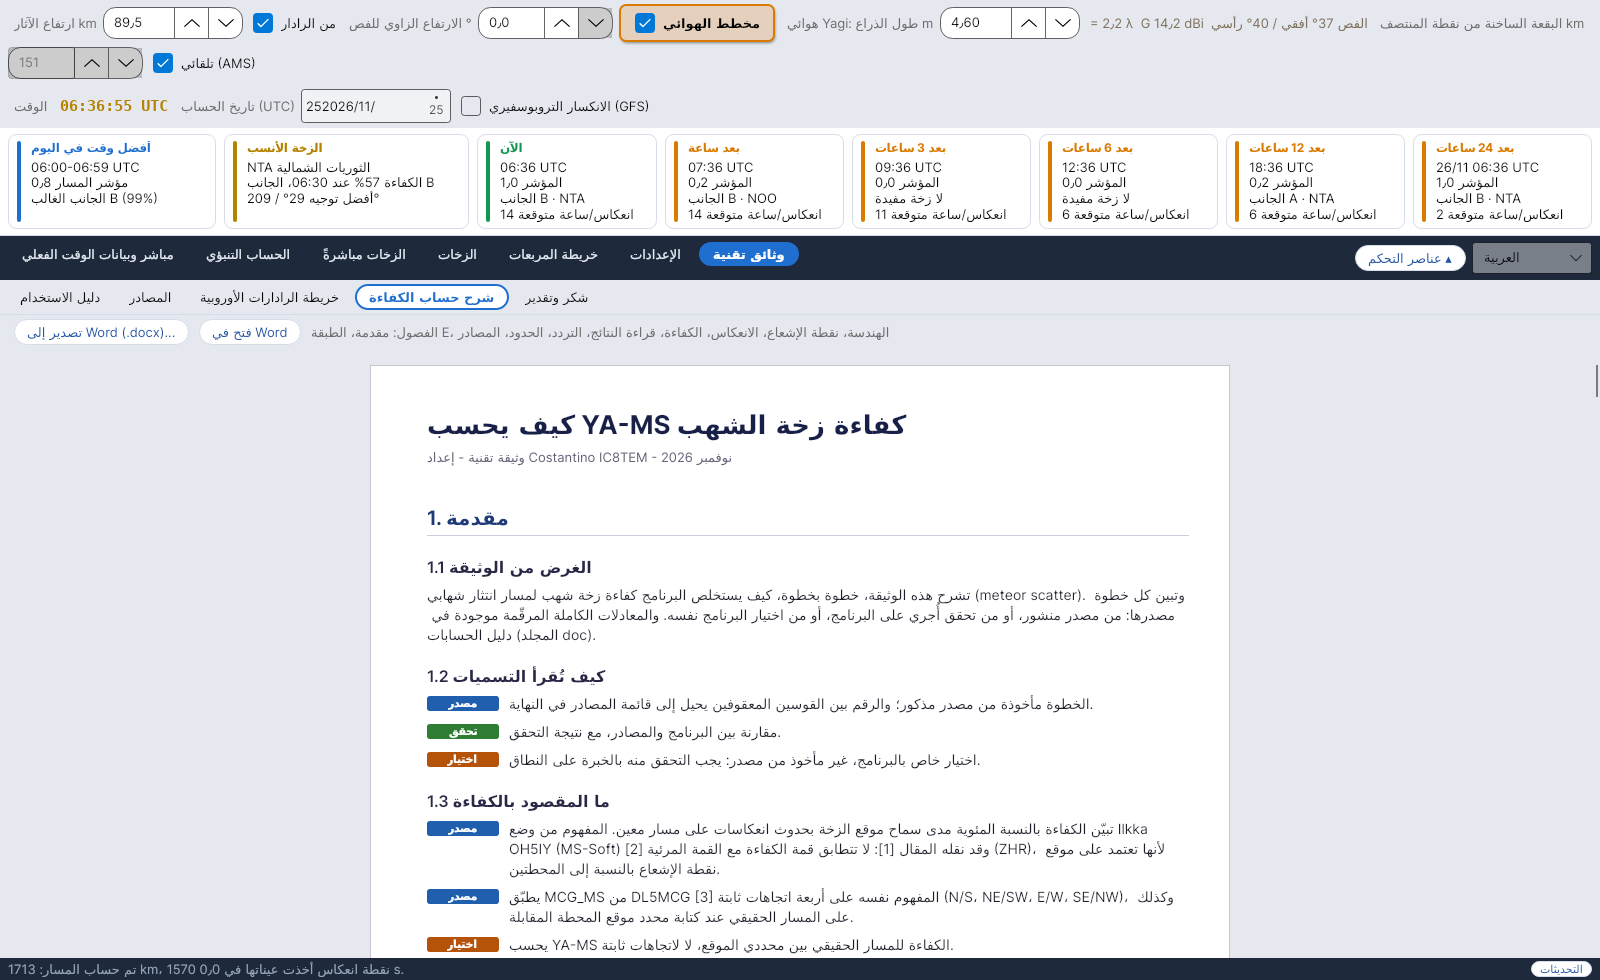 ارتفاع الآثار km 89٫5 من الرادار الارتفاع الزاوي للفص ° 0٫0 مخطط الهوائي هوائي Yagi: طول الذراع m 4٫60 = 2٫2 λ G 14٫2 dBi الفص 37° أفقي / 40° رأسي البقعة الساخنة من نقطة المنتصف km
151 تلقائي (AMS)
الوقت 06:36:55 UTC تاريخ الحساب (UTC) 252026/11/ 25 الانكسار التروبوسفيري (GFS)
أفضل وقت في اليوم
06:00-06:59 UTC
مؤشر المسار 0٫8
الجانب الغالب B (99%)
الزخة الأنسب
NTA الثوريات الشمالية
الكفاءة 57% عند 06:30، الجانب B
أفضل توجيه 29° / 209°
الآن
06:36 UTC
المؤشر 1٫0
الجانب B · NTA
انعكاس/ساعة متوقعة 14
بعد ساعة
07:36 UTC
المؤشر 0٫2
الجانب B · NOO
انعكاس/ساعة متوقعة 14
بعد 3 ساعات
09:36 UTC
المؤشر 0٫0
لا زخة مفيدة
انعكاس/ساعة متوقعة 11
بعد 6 ساعات
12:36 UTC
المؤشر 0٫0
لا زخة مفيدة
انعكاس/ساعة متوقعة 6
بعد 12 ساعات
18:36 UTC
المؤشر 0٫2
الجانب A · NTA
انعكاس/ساعة متوقعة 6
بعد 24 ساعات
26/11 06:36 UTC
المؤشر 1٫0
الجانب B · NTA
انعكاس/ساعة متوقعة 2
مباشر وبيانات الوقت الفعلي الحساب التنبؤي الزخات مباشرةً الزخات خريطة المربعات الإعدادات وثائق تقنية عناصر التحكم ▴ العربية
دليل الاستخدام المصادر خريطة الرادارات الأوروبية شرح حساب الكفاءة شكر وتقدير
تصدير إلى Word (.docx)... فتح في Word الفصول: مقدمة، الطبقة E، الهندسة، نقطة الإشعاع، الانعكاس، الكفاءة، قراءة النتائج، التردد، الحدود، المصادر
كيف يحسب YA-MS كفاءة زخة الشهب
وثيقة تقنية - إعداد Costantino IC8TEM - نوفمبر 2026
1. مقدمة
1.1 الغرض من الوثيقة
تشرح هذه الوثيقة، خطوة بخطوة، كيف يستخلص البرنامج كفاءة زخة شهب لمسار انتثار شهابي (meteor scatter). وتبين كل خطوة
مصدرها: من مصدر منشور، أو من تحقق أُجري على البرنامج، أو من اختيار البرنامج نفسه. والمعادلات الكاملة المرقّمة موجودة في
دليل الحسابات (المجلد doc).
1.2 كيف تُقرأ التسميات
مصدر الخطوة مأخوذة من مصدر مذكور؛ والرقم بين القوسين المعقوفين يحيل إلى قائمة المصادر في النهاية.
تحقق مقارنة بين البرنامج والمصادر، مع نتيجة التحقق.
اختيار اختيار خاص بالبرنامج، غير مأخوذ من مصدر: يجب التحقق منه بالخبرة على النطاق.
1.3 ما المقصود بالكفاءة
مصدر تبيّن الكفاءة بالنسبة المئوية مدى سماح موقع الزخة بحدوث انعكاسات على مسار معين. المفهوم من وضع Ilkka
OH5IY (MS-Soft) [2] وقد نقله المقال [1]: لا تتطابق قمة الكفاءة مع القمة المرئية (ZHR)، لأنها تعتمد على موقع
نقطة الإشعاع بالنسبة إلى المحطتين.
مصدر يطبّق MCG_MS من DL5MCG [3] المفهوم نفسه على أربعة اتجاهات ثابتة (N/S، NE/SW، E/W، SE/NW)، وكذلك
على المسار الحقيقي عند كتابة محدد موقع المحطة المقابلة.
اختيار يحسب YA-MS الكفاءة للمسار الحقيقي بين محددي الموقع، لا لاتجاهات ثابتة.
تم حساب المسار: 1713 km، 1570 نقطة انعكاس أخذت عيناتها في 0٫0 s. التحديثات